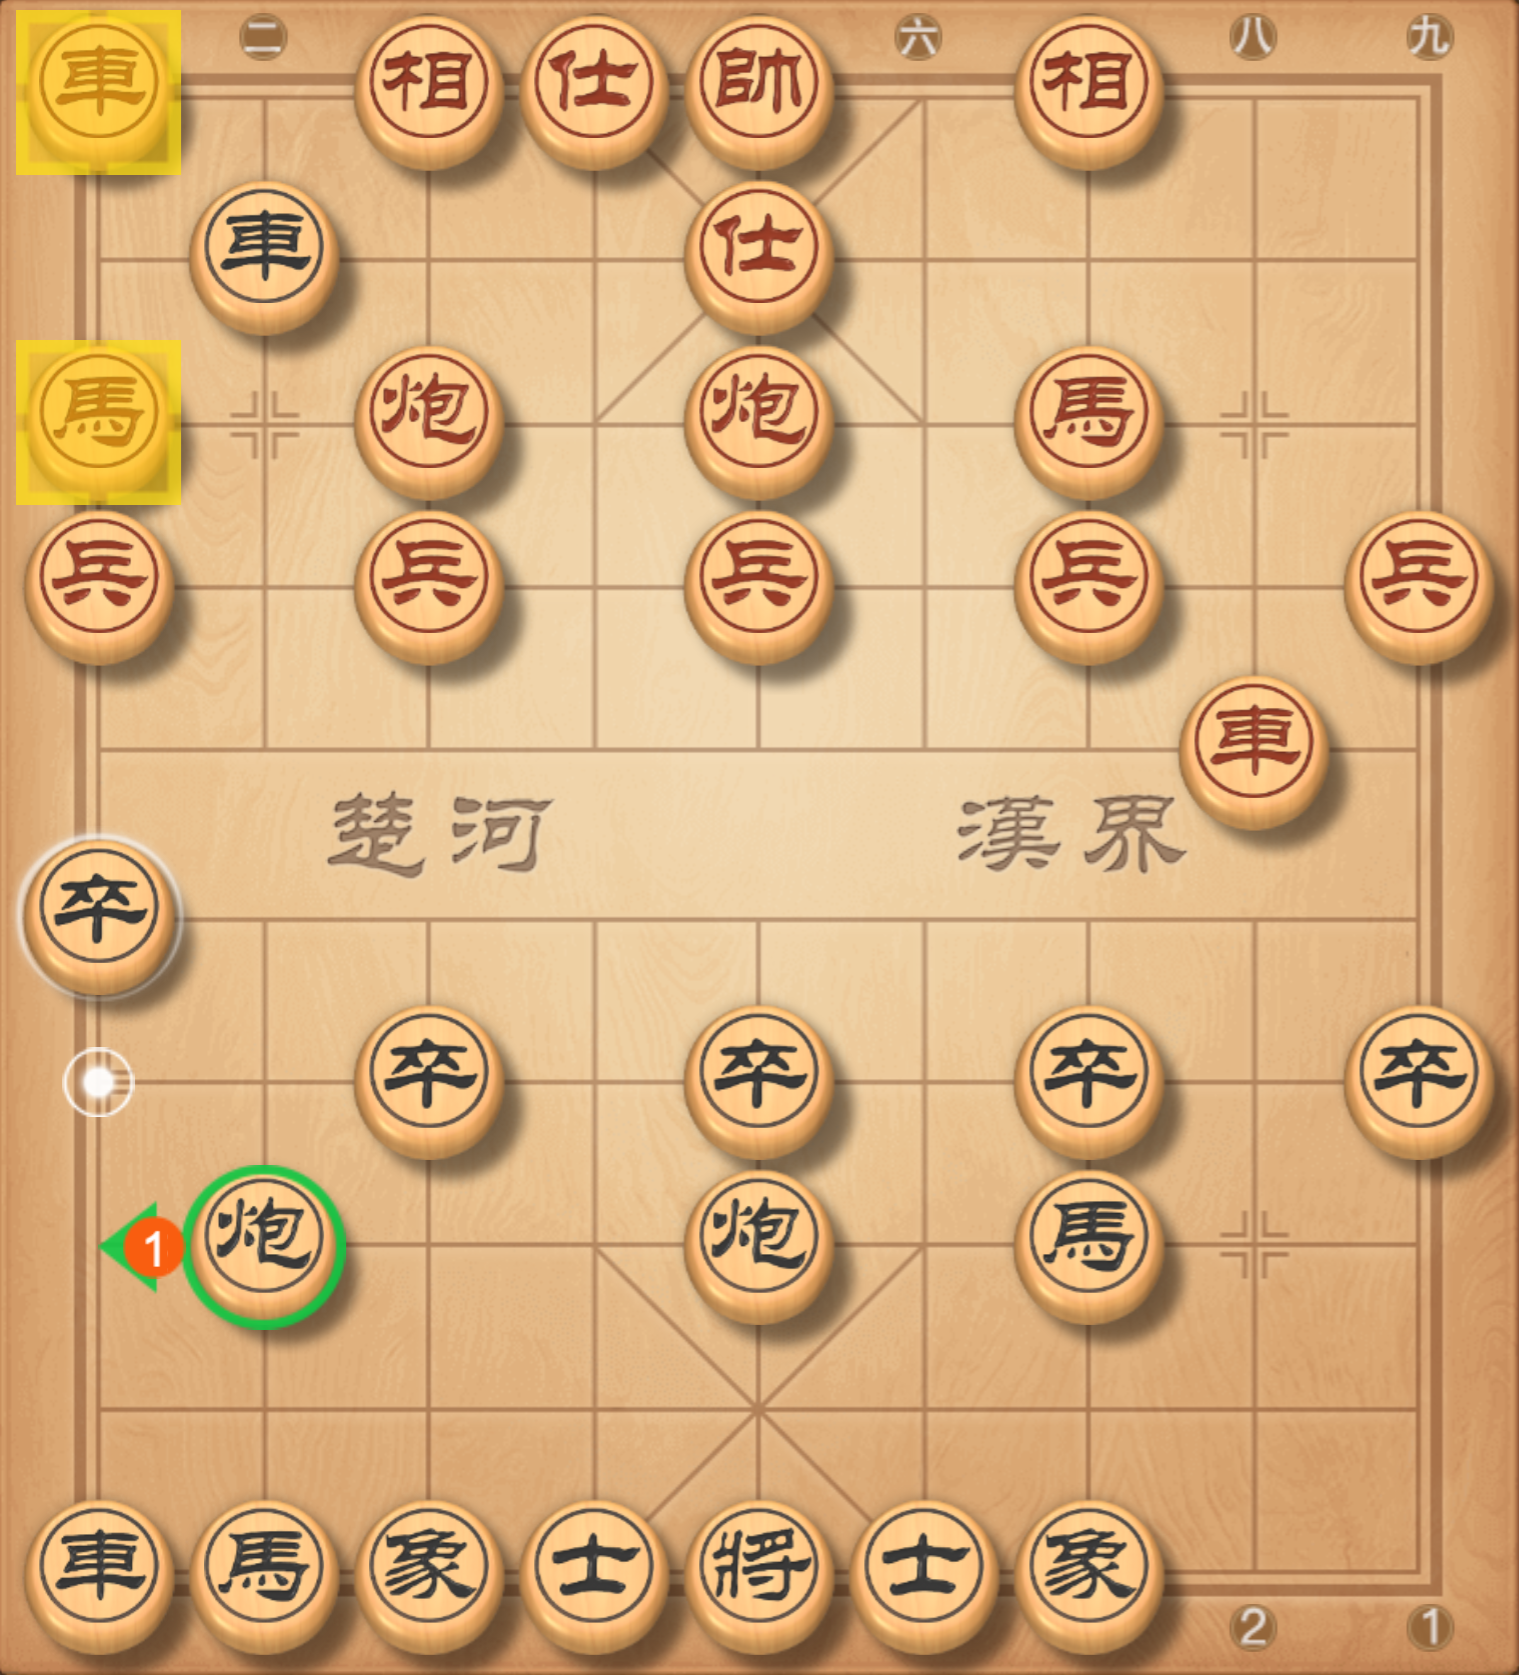 二 六 八 九
車 相 仕 帥 相
車 仕
馬 炮 炮 馬
兵 兵 兵 兵 兵
車
楚河 漢界
卒
卒 卒 卒 卒
1 炮 炮 馬
車 馬 象 士 將 士 象
2 1